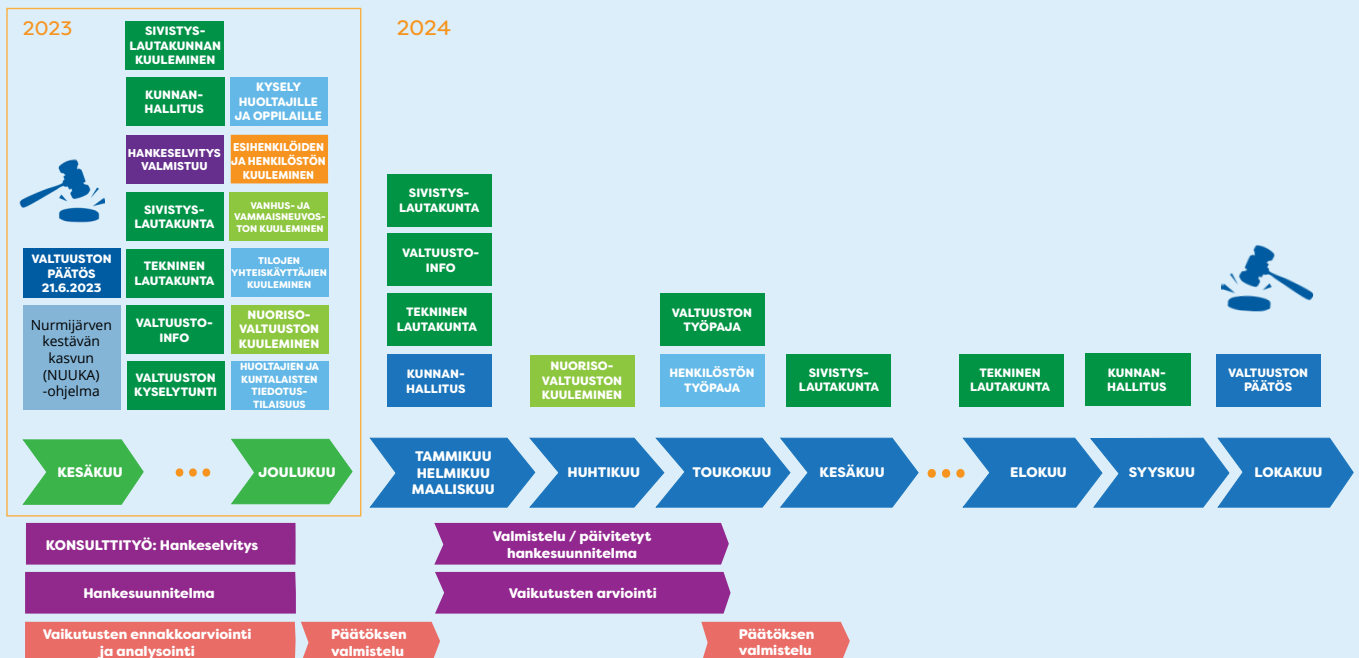 2023
2024
SIVISTYS-
LAUTAKUNNAN
KUULEMINEN
KUNNAN-
HALLITUS
KYSELY
HUOLTAJILLE
JA OPPILAILLE
HANKESELVITYS
VALMISTUU
ESIHENKILÖIDEN
JA HENKILÖSTÖN
KUULEMINEN
SIVISTYS-
LAUTAKUNTA
VANHUS- JA
VAMMAISNEUVOS-
TON KUULEMINEN
VALTUUSTON
PÄÄTÖS
21.6.2023
TEKNINEN
LAUTAKUNTA
TILOJEN
YHTEISKÄYTTÄJIEN
KUULEMINEN
Nurmijärven
kestävän
kasvun
(NUUKA)
-ohjelma
VALTUUSTO-
INFO
NUORISO-
VALTUUSTON
KUULEMINEN
VALTUUSTON
KYSELYTUNTI
HUOLTAJIEN JA
KUNTALAISTEN
TIEDOTUS-
TILAISUUS
SIVISTYS-
LAUTAKUNTA
VALTUUSTO-
INFO
TEKNINEN
LAUTAKUNTA
KUNNAN-
HALLITUS
NUORISO-
VALTUUSTON
KUULEMINEN
VALTUUSTON
TYÖPAJA
HENKILÖSTÖN
TYÖPAJA
SIVISTYS-
LAUTAKUNTA
TEKNINEN
LAUTAKUNTA
KUNNAN-
HALLITUS
VALTUUSTON
PÄÄTÖS
KESÄKUU
JOULUKUU
TAMMIKUU
HELMIKUU
MAALISKUU
HUHTIKUU
TOUKOKUU
KESÄKUU
ELOKUU
SYYSKUU
LOKAKUU
KONSULTTITYÖ: Hankeselvitys
Valmistelu / päivitetyt
hankesuunnitelma
Hankesuunnitelma
Vaikutusten arviointi
Vaikutusten ennakkoarviointi
ja analysointi
Päätöksen
valmistelu
Päätöksen
valmistelu